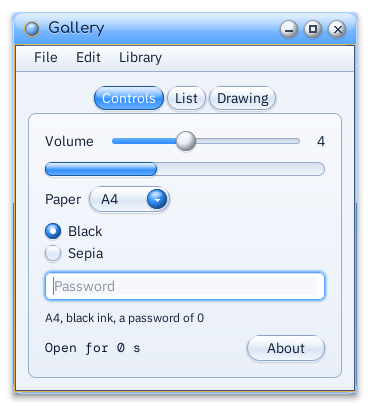 Gallery
File Edit Library
Controls List Drawing
Volume 4
Paper A4
Black
Sepia
Password
A4, black ink, a password of 0
Open for 0 s About